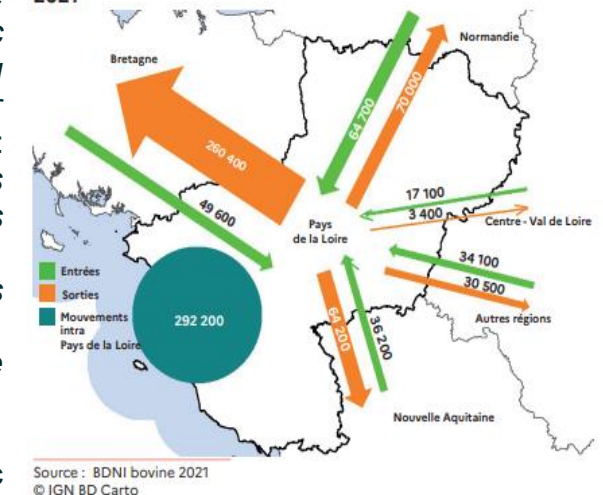 2021
Bretagne
Normandie
64 700
70 000
260 400
49 600
17 100
3 400
Pays
de la Loire
Centre - Val de Loire
34 100
30 500
Autres régions
Entrées
Sorties
Mouvements
intra
Pays de la Loire
292 200
64 200
36 200
Nouvelle Aquitaine
Source : BDNI bovine 2021
© IGN BD Carto